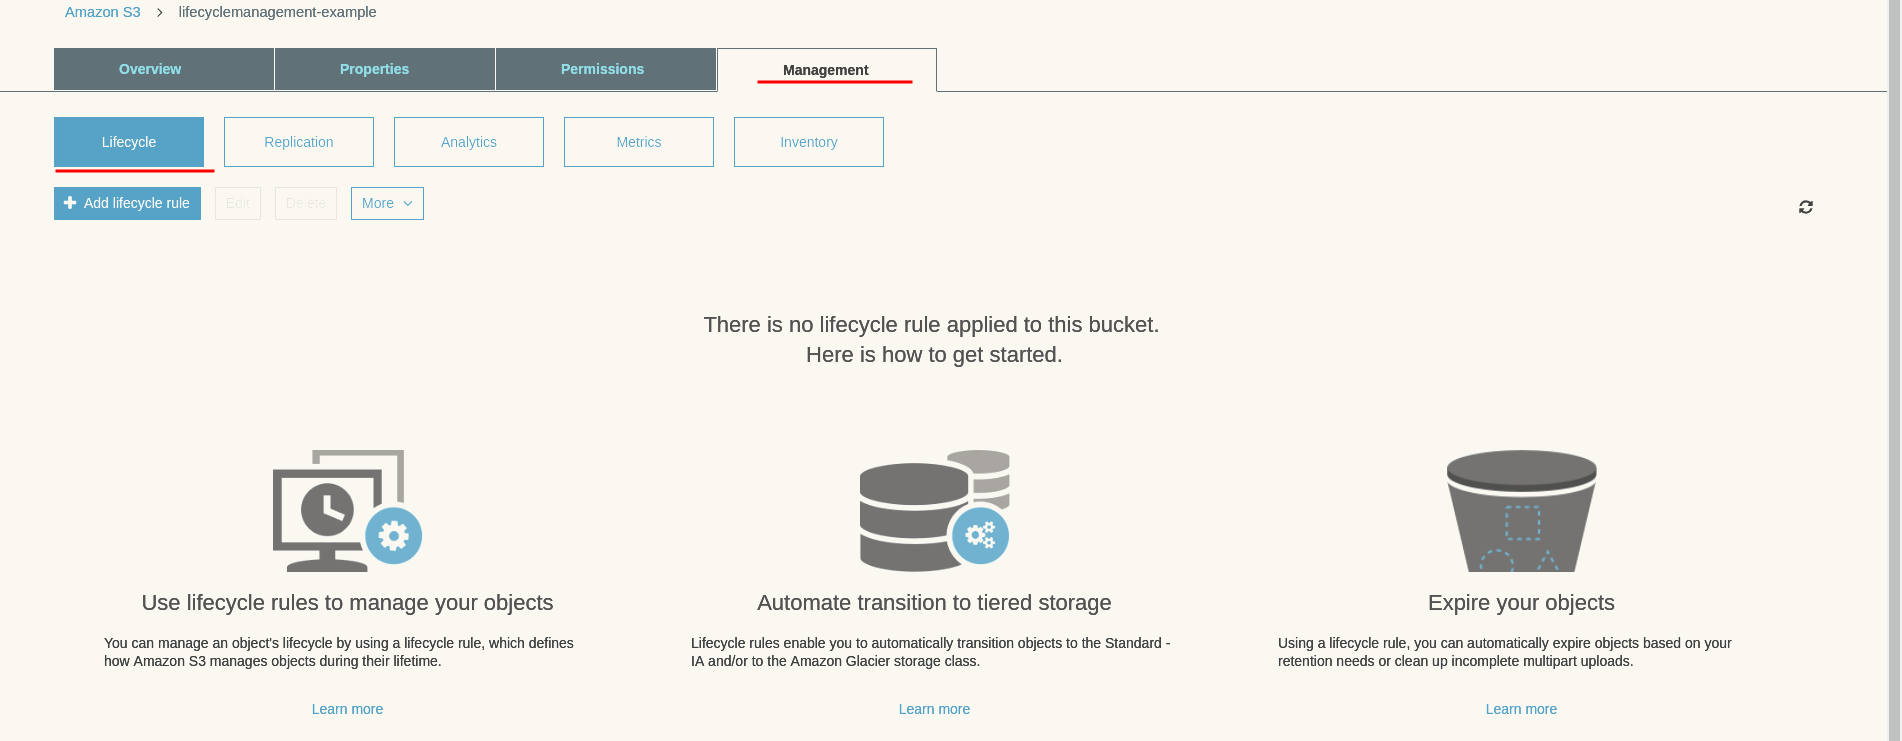 Amazon S3 > lifecyclemanagement-example
Overview
Properties
Permissions
Management
Lifecycle
Replication
Analytics
Metrics
Inventory
Add lifecycle rule
Edit
Delete
More
There is no lifecycle rule applied to this bucket.
Here is how to get started.
Use lifecycle rules to manage your objects
You can manage an object's lifecycle by using a lifecycle rule, which defines
how Amazon S3 manages objects during their lifetime.
Learn more
Automate transition to tiered storage
Lifecycle rules enable you to automatically transition objects to the Standard -
IA and/or to the Amazon Glacier storage class.
Learn more
Expire your objects
Using a lifecycle rule, you can automatically expire objects based on your
retention needs or clean up incomplete multipart uploads.
Learn more